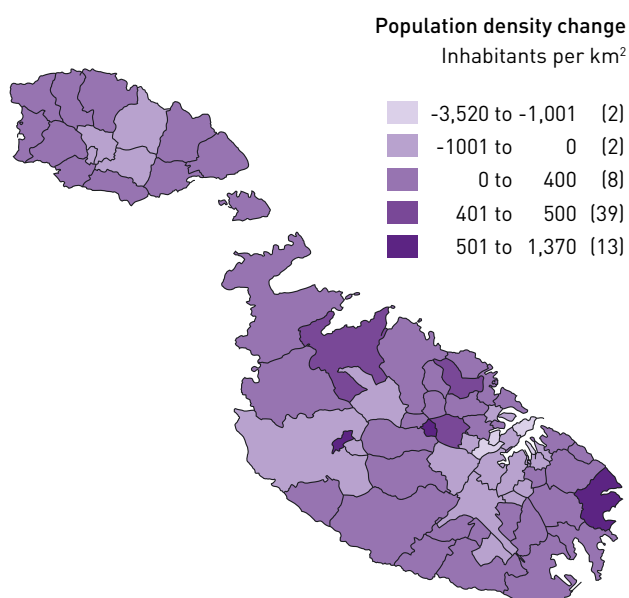 Population density change
Inhabitants per km²
-3,520 to -1,001 (2)
-1001 to 0 (2)
0 to 400 (8)
401 to 500 (39)
501 to 1,370 (13)